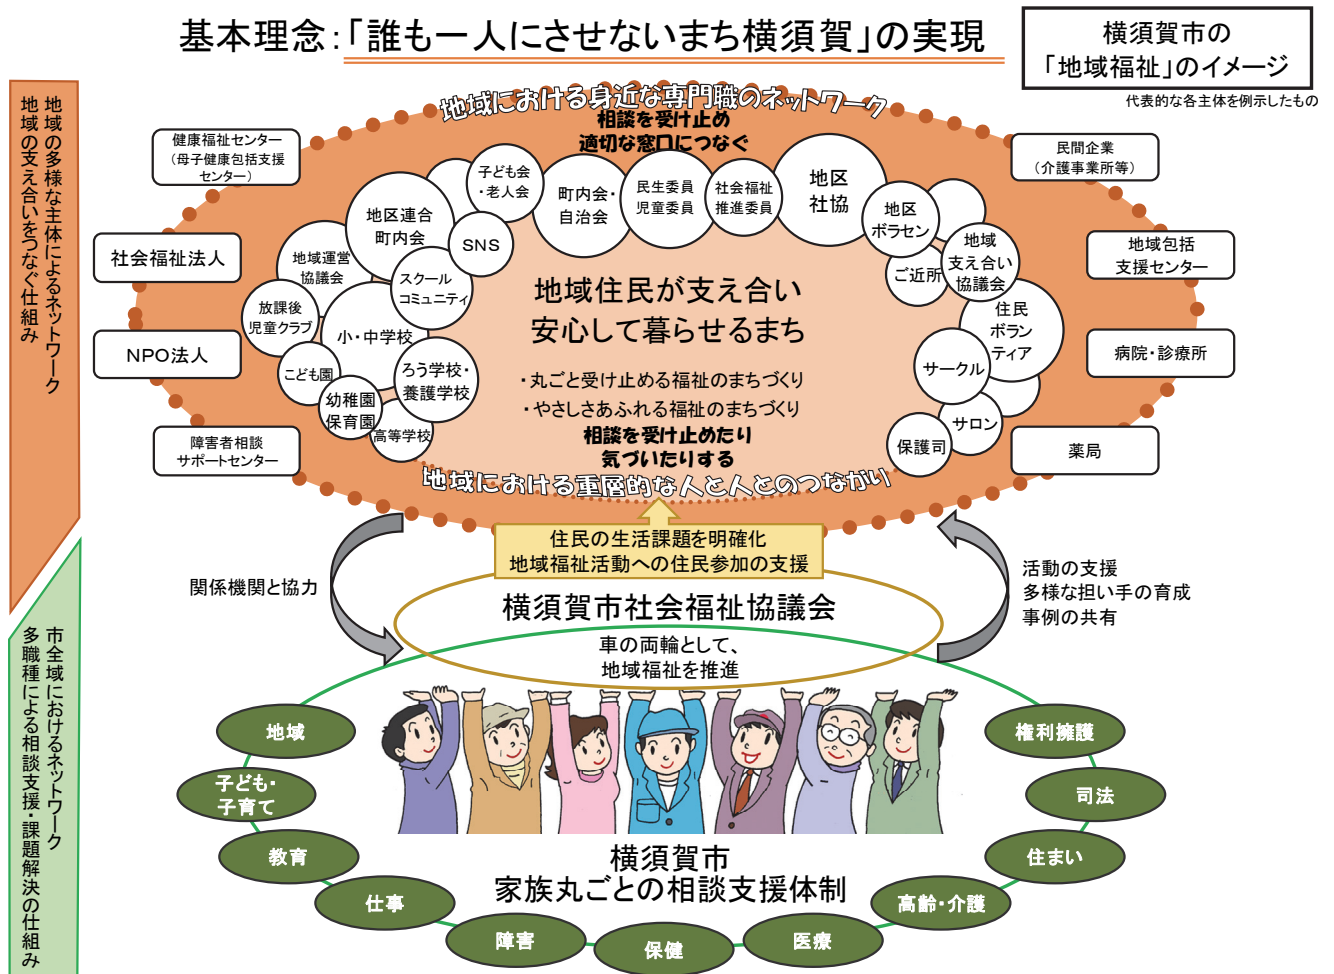 基本理念:「誰も一人にさせないまち横須賀」の実現
横須賀市の
「地域福祉」のイメージ
代表的な各主体を例示したもの
地域の多様な主体によるネットワーク
地域の支え合いをつなぐ仕組み
市全域におけるネットワーク
多職種による相談支援・課題解決の仕組み
地域における身近な専門職のネットワーク
相談を受け止め
適切な窓口につなぐ
健康福祉センター
(母子健康包括支援
センター)
社会福祉法人
NPO法人
障害者相談
サポートセンター
民間企業
(介護事業所等)
地域包括
支援センター
病院・診療所
薬局
子ども会
・老人会
町内会・
自治会
民生委員
児童委員
社会福祉
推進委員
地区
社協
地区
ボラセン
地区連合
町内会
SNS
地域運営
協議会
スクール
コミュニティ
放課後
児童クラブ
小・中学校
こども園
ろう学校・
養護学校
幼稚園
保育園
高等学校
ご近所
地域
支え合い
協議会
住民
ボラン
ティア
サークル
サロン
保護司
地域住民が支え合い
安心して暮らせるまち
・丸ごと受け止める福祉のまちづくり
・やさしさあふれる福祉のまちづくり
相談を受け止めたり
気づいたりする
地域における重層的な人と人とのつながり
住民の生活課題を明確化
地域福祉活動への住民参加の支援
関係機関と協力
活動の支援
多様な担い手の育成
事例の共有
横須賀市社会福祉協議会
車の両輪として、
地域福祉を推進
地域
子ども・
子育て
教育
仕事
障害
保健
医療
高齢・介護
住まい
司法
権利擁護
横須賀市
家族丸ごとの相談支援体制